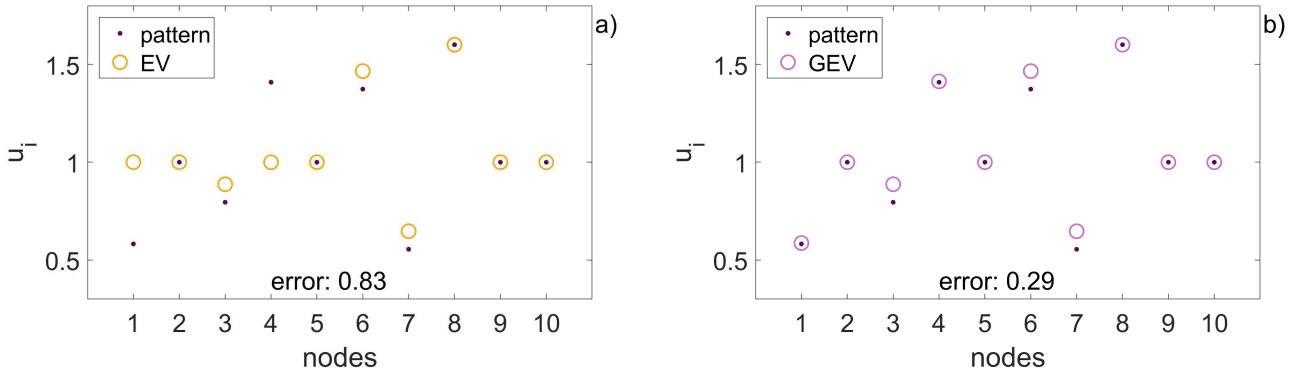 a)
pattern
EV
1.5
1
0.5
u_i
error: 0.83
1 2 3 4 5 6 7 8 9 10
nodes
b)
pattern
GEV
1.5
1
0.5
u_i
error: 0.29
1 2 3 4 5 6 7 8 9 10
nodes